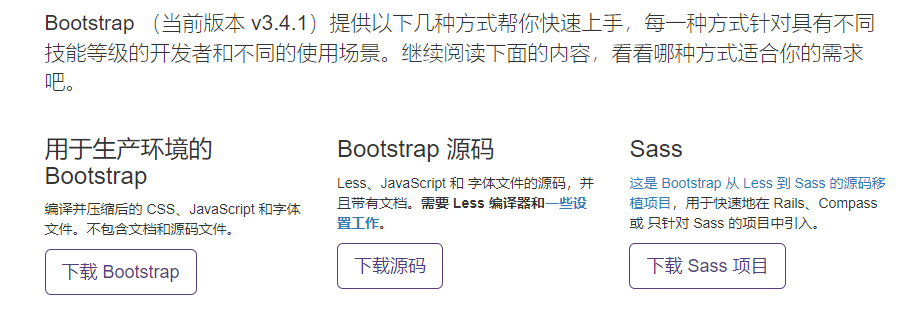 Bootstrap （当前版本 v3.4.1）提供以下几种方式帮你快速上手，每一种方式针对具有不同
技能等级的开发者和不同的使用场景。继续阅读下面的内容，看看哪种方式适合你的需求
吧。
用于生产环境的
Bootstrap
编译并压缩后的 CSS、JavaScript 和字体
文件。不包含文档和源码文件。
下载 Bootstrap
Bootstrap 源码
Less、JavaScript 和 字体文件的源码，并
且带有文档。需要 Less 编译器和一些设
置工作。
下载源码
Sass
这是 Bootstrap 从 Less 到 Sass 的源码移
植项目，用于快速地在 Rails、Compass
或 只针对 Sass 的项目中引入。
下载 Sass 项目